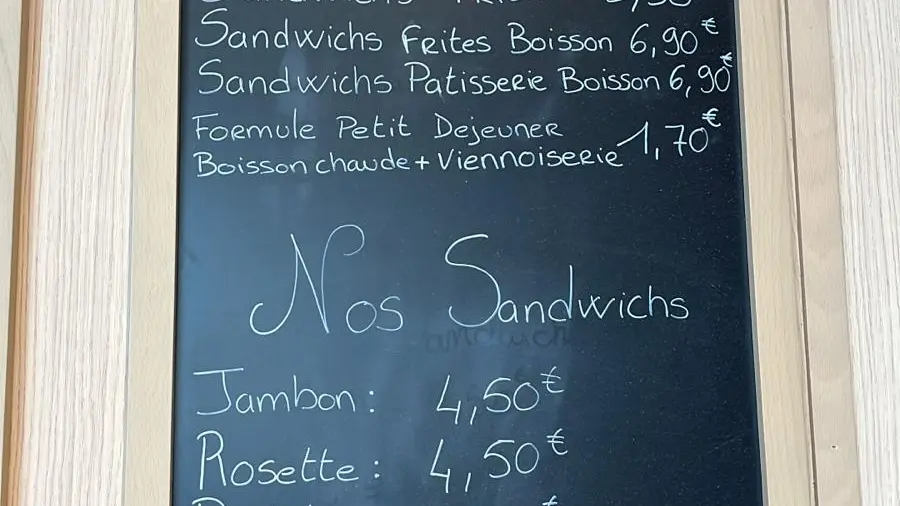 Sandwichs Frites Boisson 6,90€
Sandwichs Patisserie Boisson 6,90€
Formule Petit Dejeuner
Boisson chaude + Viennoiserie 1,70€
Nos Sandwichs
Jambon : 4,50€
Rosette : 4,50€